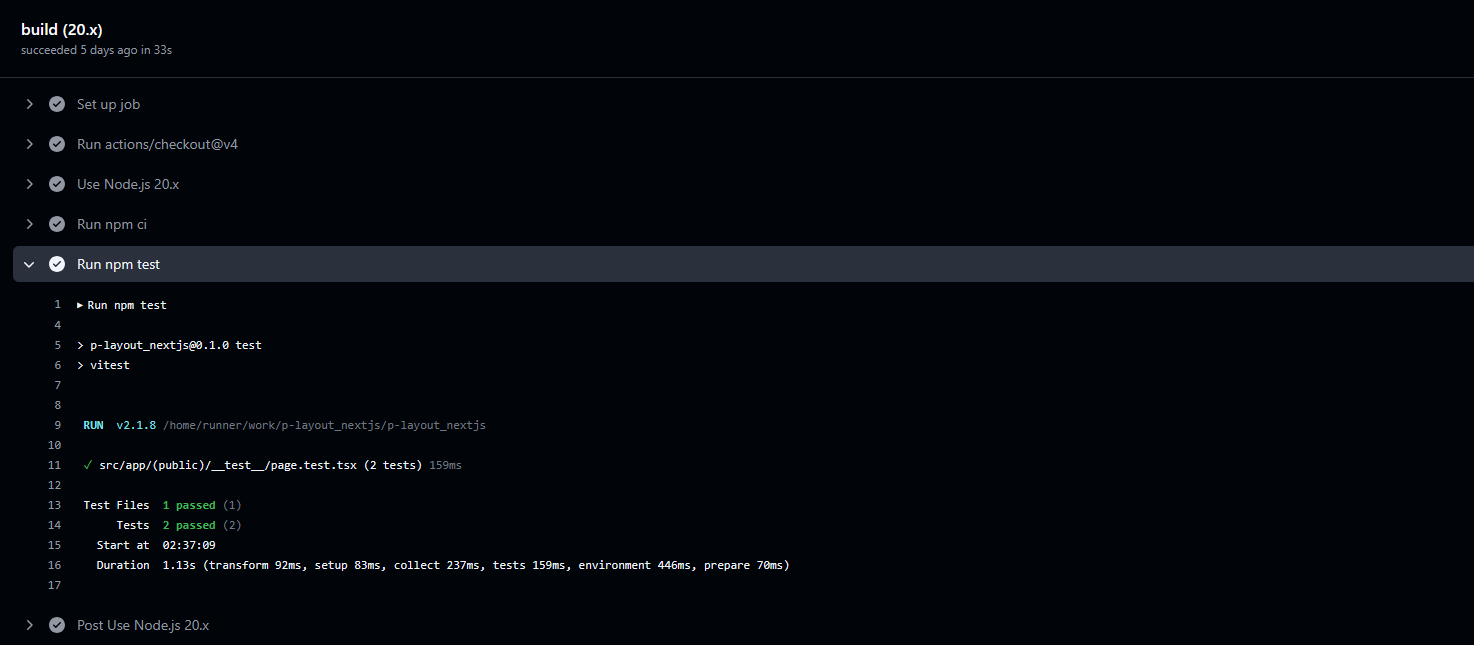 build (20.x)
succeeded 5 days ago in 33s
Set up job
Run actions/checkout@v4
Use Node.js 20.x
Run npm ci
Run npm test
1 ▸ Run npm test
4
5 > p-layout_nextjs@0.1.0 test
6 > vitest
7
8
9 RUN v2.1.8 /home/runner/work/p-layout_nextjs/p-layout_nextjs
10
11 ✓ src/app/(public)/__test__/page.test.tsx (2 tests) 159ms
12
13 Test Files 1 passed (1)
14 Tests 2 passed (2)
15 Start at 02:37:09
16 Duration 1.13s (transform 92ms, setup 83ms, collect 237ms, tests 159ms, environment 446ms, prepare 70ms)
17
Post Use Node.js 20.x